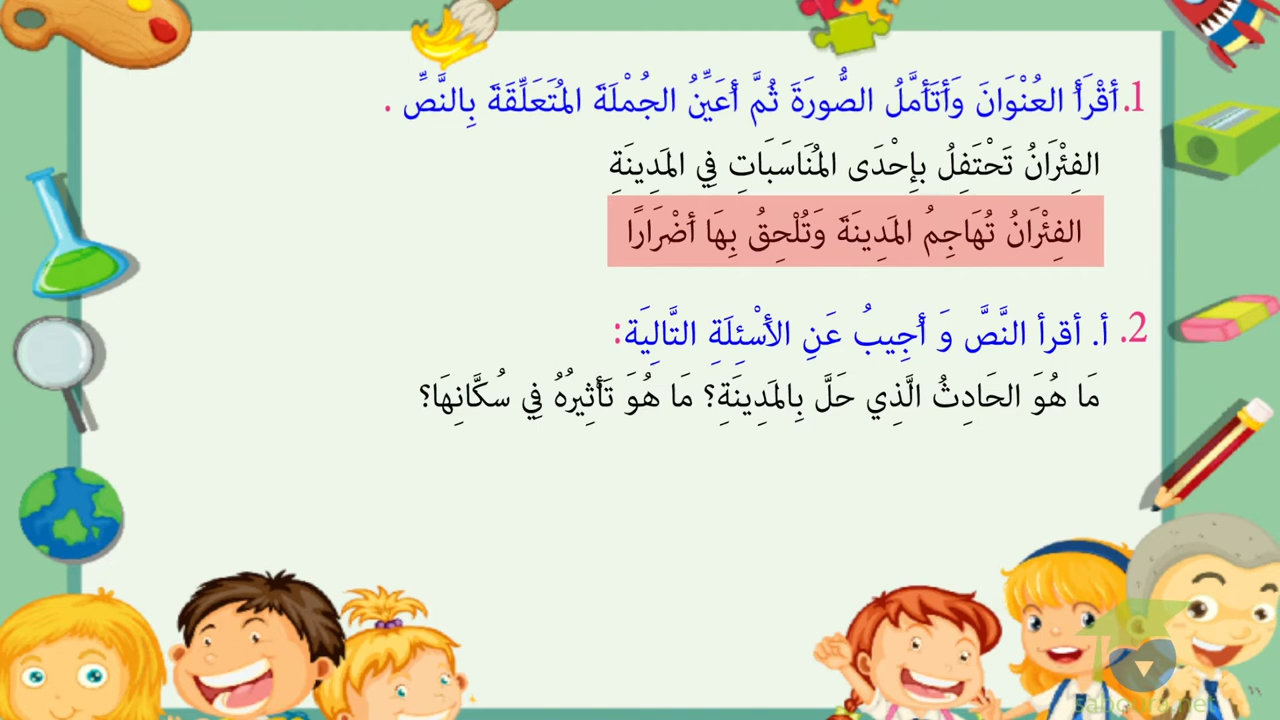 1. أَقْرَأُ العُنْوَانَ وَأَتَأَمَّلُ الصُّورَةَ ثُمَّ أُعَيِّنُ الجُمْلَةَ المُتَعَلِّقَةَ بِالنَّصِّ .
الفِئْرَانُ تَحْتَفِلُ بِإِحْدَى المُنَاسَبَاتِ فِي المَدِينَةِ
الفِئْرَانُ تُهَاجِمُ المَدِينَةَ وَتُلْحِقُ بِهَا أَضْرَارًا
2. أ. أقرأ النَّصَّ وَ أُجِيبُ عَنِ الأَسْئِلَةِ التَّالِيَة:
مَا هُوَ الحَادِثُ الَّذِي حَلَّ بِالمَدِينَةِ؟ مَا هُوَ تَأْثِيرُهُ فِي سُكَّانِهَا؟